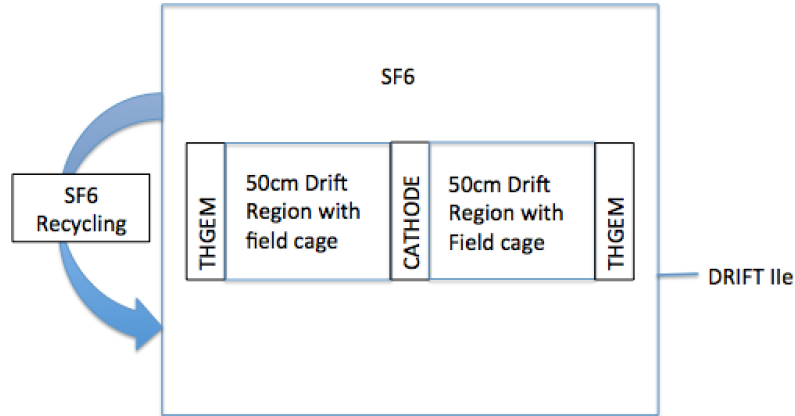 SF6
SF6
Recycling
THGEM
50cm Drift
Region with
field cage
CATHODE
50cm Drift
Region with
Field cage
THGEM
DRIFT IIe